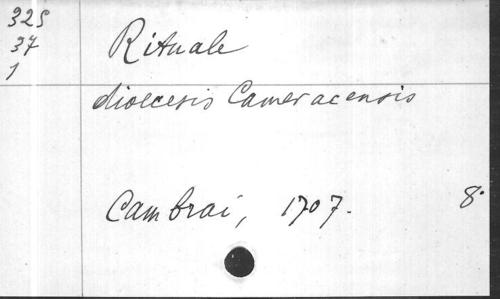 325
37
1
Rituale
dioecesis Cameracensis
Cambrai, 1707. 8°